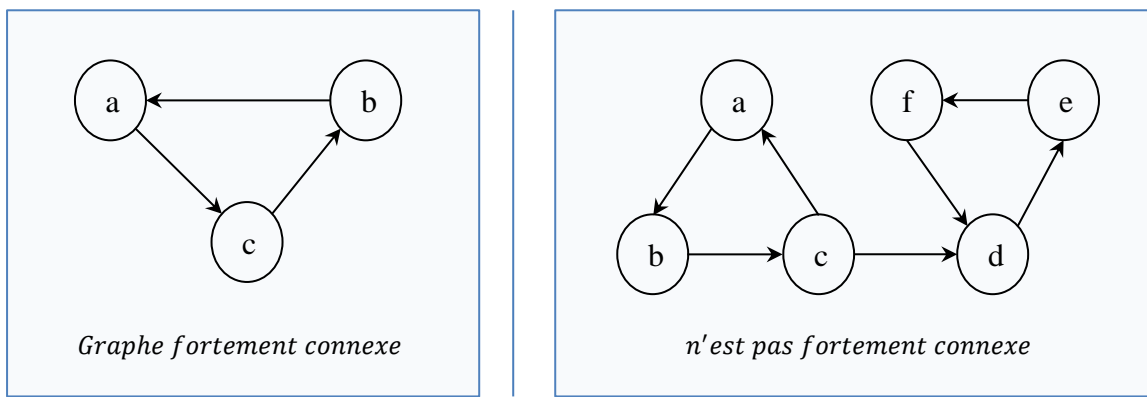 a
b
c
Graphe fortement connexe
a
f
e
b
c
d
n'est pas fortement connexe